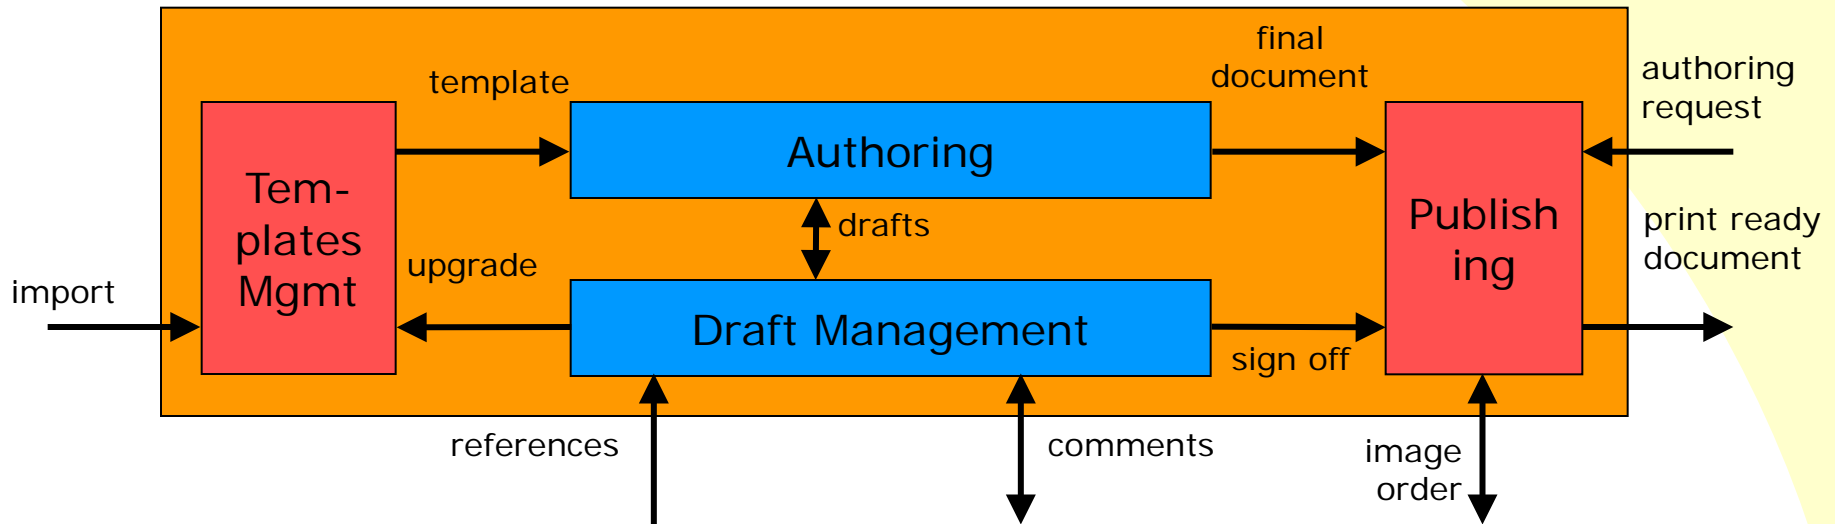 final
document
template
authoring
request
Authoring
Tem-
plates
Mgmt
Publish
ing
drafts
print ready
document
upgrade
import
Draft Management
sign off
references
comments
image
order